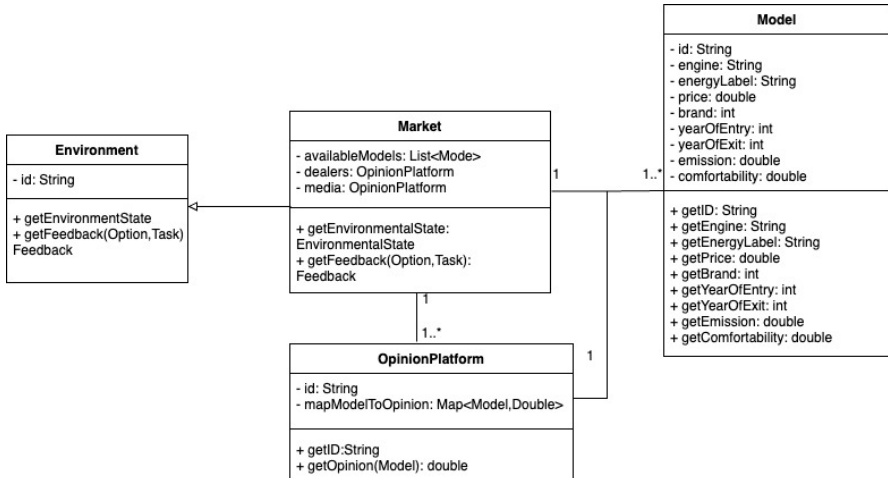 Environment
- id: String
+ getEnvironmentState
+ getFeedback(Option,Task)
Feedback
Market
- availableModels: List<Mode>
- dealers: OpinionPlatform
- media: OpinionPlatform
+ getEnvironmentalState:
EnvironmentalState
+ getFeedback(Option,Task):
Feedback
1
1..*
1
1..*
OpinionPlatform
- id: String
- mapModelToOpinion: Map<Model,Double>
+ getID:String
+ getOpinion(Model): double
1
Model
- id: String
- engine: String
- energyLabel: String
- price: double
- brand: int
- yearOfEntry: int
- yearOfExit: int
- emission: double
- comfortability: double
+ getID: String
+ getEngine: String
+ getEnergyLabel: String
+ getPrice: double
+ getBrand: int
+ getYearOfEntry: int
+ getYearOfExit: int
+ getEmission: double
+ getComfortability: double